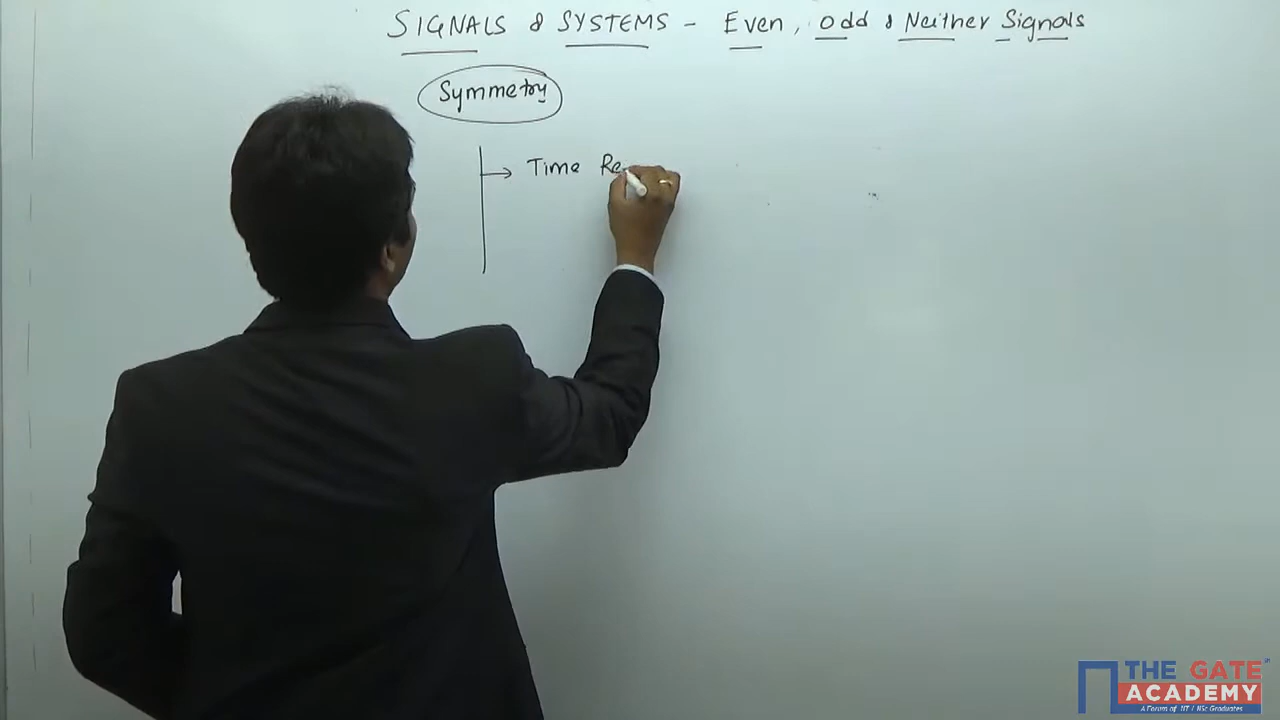 SIGNALS & SYSTEMS - Even, Odd & Neither Signals
Symmetry
→ Time Re
THE GATE
ACADEMY
A Forum of IIT / IISc Graduates